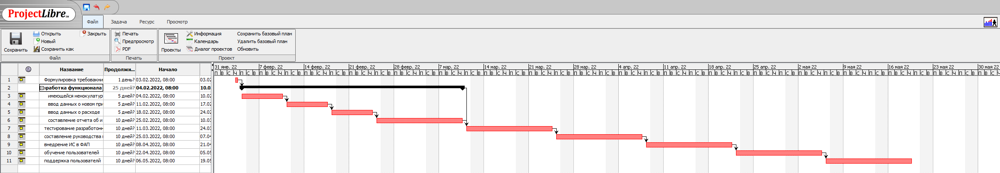 ProjectLibre™
Файл Задача Ресурс Просмотр
Сохранить Открыть Новый Сохранить как Закрыть
Файл
Печать Предпросмотр PDF
Печать
Проекты Информация Календарь Диалог проектов Сохранить базовый план Удалить базовый план Обновить
Проект
Название Продолжи... Начало
31 янв. 22 7 февр. 22 14 февр. 22 21 февр. 22 28 февр. 22 7 мар. 22 14 мар. 22 21 мар. 22 28 мар. 22 4 апр. 22 11 апр. 22 18 апр. 22 25 апр. 22 2 мая 22 9 мая 22 16 мая 22 23 мая 22 30 мая 22
П В С Ч П С В П В С Ч П С В П В С Ч П С В П В С Ч П С В П В С Ч П С В П В С Ч П С В П В С Ч П С В П В С Ч П С В П В С Ч П С В П В С Ч П С В П В С Ч П С В П В С Ч П С В П В С Ч П С В П В С Ч П С В П В С Ч П С В П В С Ч П С В П В С Ч П С В П В С Ч
1 Формулировка требовакни 1 день? 03.02.2022, 08:00 03.02
2 зработка функционала 25 дней? 04.02.2022, 08:00 10.0
3 имеющейся ненокулатур 5 дней? 04.02.2022, 08:00 10.02
4 ввод данных о новом при 5 дней? 11.02.2022, 08:00 17.02
5 ввод данных о расходе 5 дней? 18.02.2022, 08:00 24.02
6 составление отчета об и 10 дней? 25.02.2022, 08:00 10.03
7 тестирование разработонн 10 дней? 11.03.2022, 08:00 24.03
8 составление руководства п 10 дней? 25.03.2022, 08:00 07.04
9 внедрение ИС в ФАП 10 дней? 08.04.2022, 08:00 21.04
10 обучение пользователей 10 дней? 22.04.2022, 08:00 05.05
11 поддержка пользователй 10 дней? 06.05.2022, 08:00 19.05